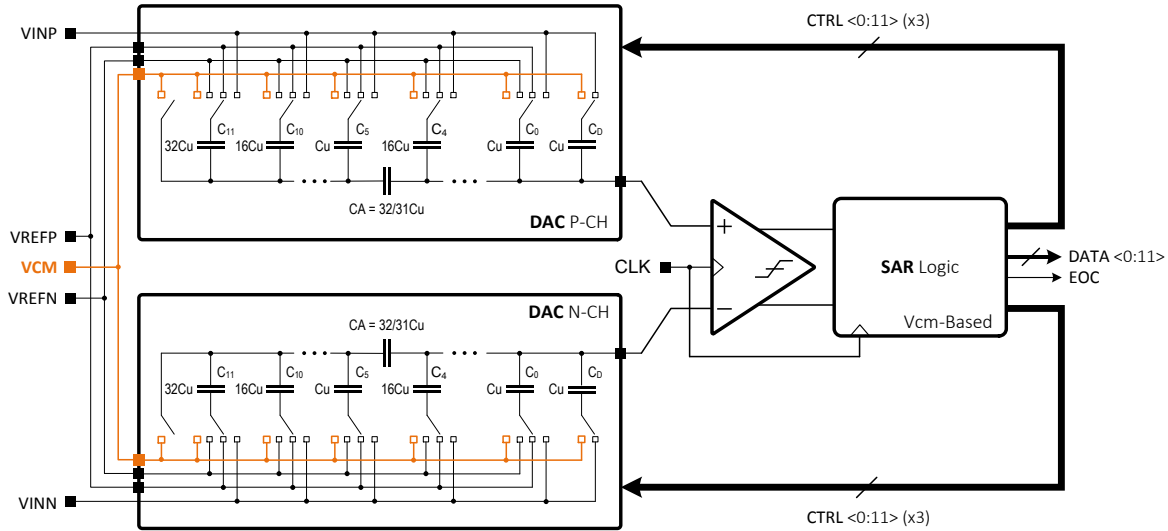 CTRL <0:11> (x3)
VINP
C11 C10 C5 C4 C0 CD
32Cu 16Cu Cu 16Cu Cu Cu
CA = 32/31Cu
DAC P-CH
VREFP
VCM
VREFN
CLK
SAR Logic
Vcm-Based
DATA <0:11>
EOC
DAC N-CH
CA = 32/31Cu
C11 C10 C5 C4 C0 CD
32Cu 16Cu Cu 16Cu Cu Cu
VINN
CTRL <0:11> (x3)